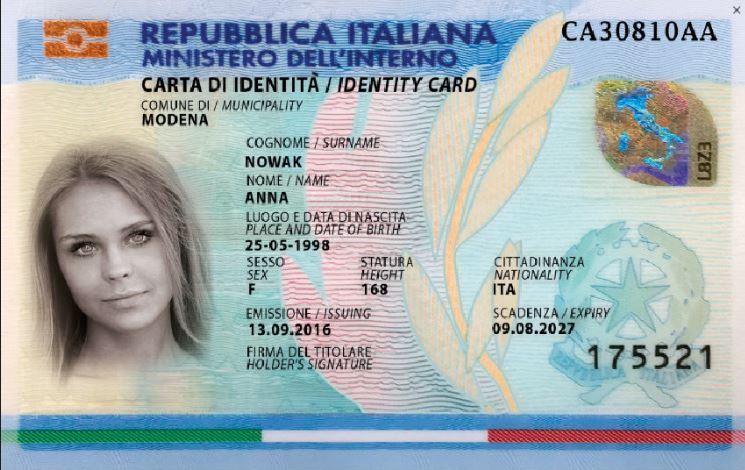 REPUBBLICA ITALIANA
MINISTERO DELL'INTERNO
CA30810AA
CARTA DI IDENTITÀ / IDENTITY CARD
COMUNE DI / MUNICIPALITY
MODENA
COGNOME / SURNAME
NOWAK
NOME / NAME
ANNA
LUOGO E DATA DI NASCITA
PLACE AND DATE OF BIRTH
25-05-1998
SESSO STATURA CITTADINANZA
SEX HEIGHT NATIONALITY
F 168 ITA
EMISSIONE / ISSUING SCADENZA / EXPIRY
13.09.2016 09.08.2027
FIRMA DEL TITOLARE
HOLDER'S SIGNATURE
175521